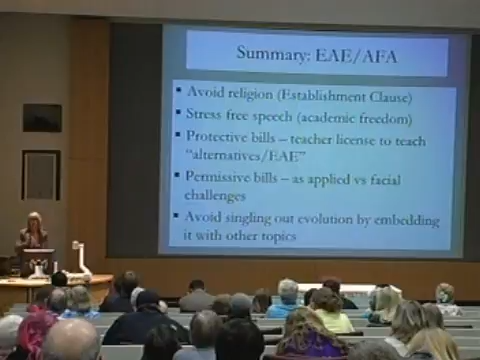 Summary: EAE/AFA
▪ Avoid religion (Establishment Clause)
▪ Stress free speech (academic freedom)
▪ Protective bills – teacher license to teach
“alternatives/EAE”
▪ Permissive bills – as applied vs facial
challenges
▪ Avoid singling out evolution by embedding
it with other topics